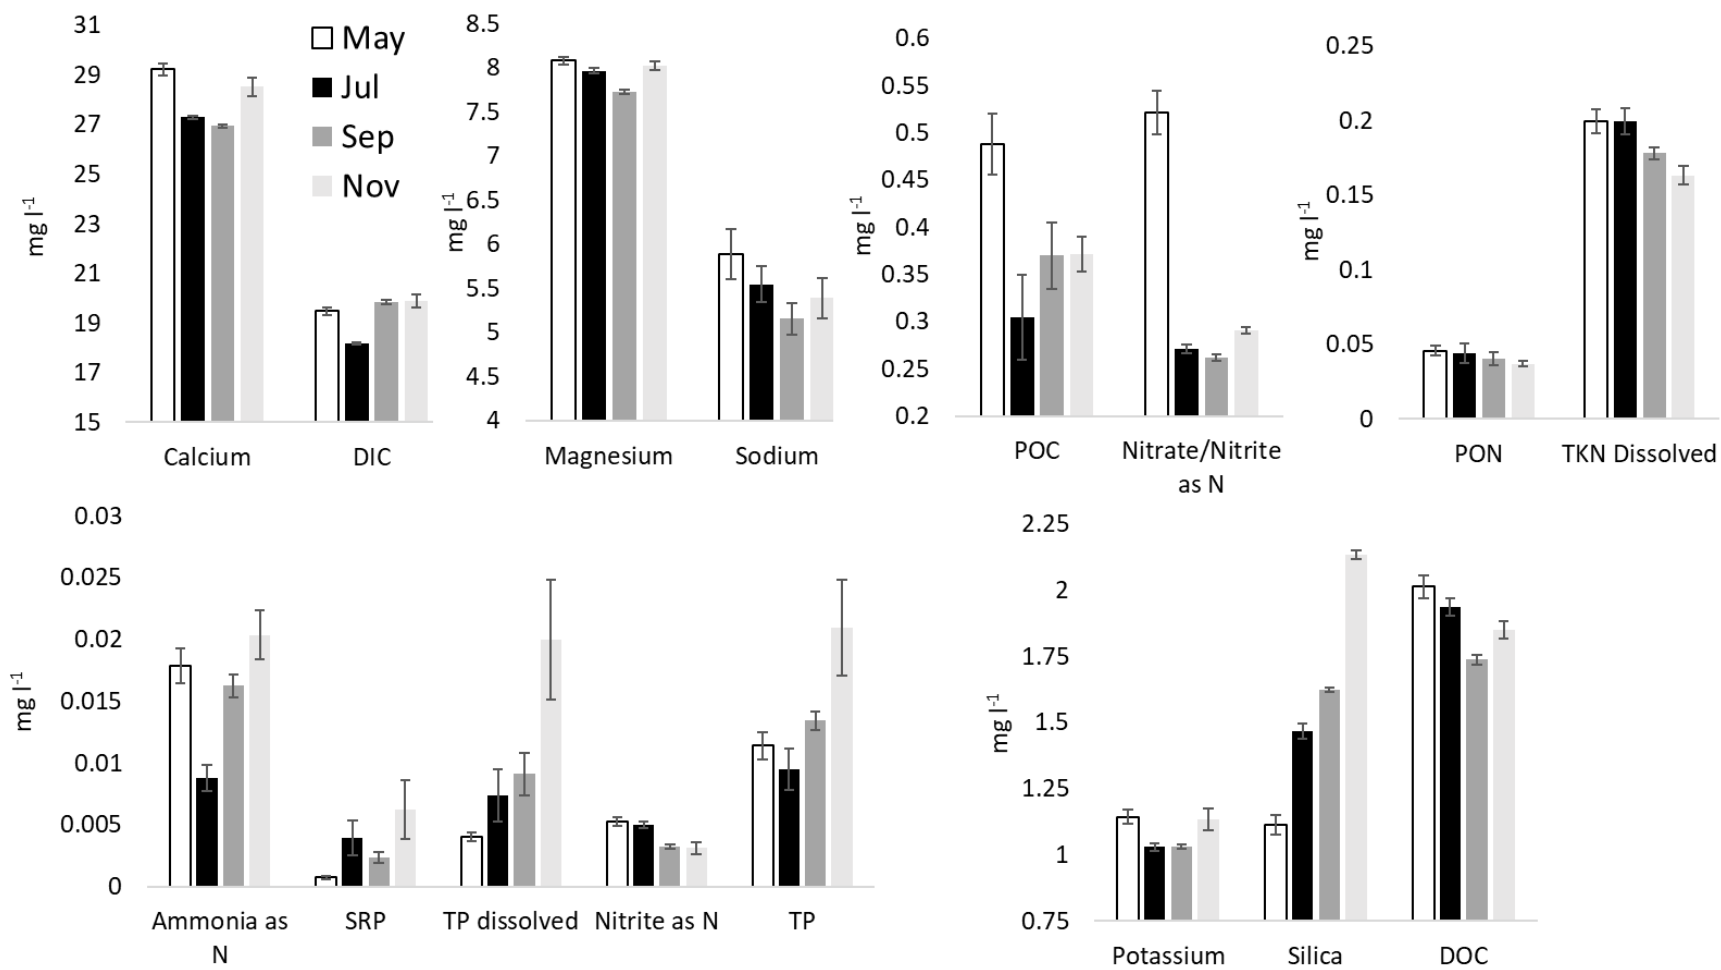 31
29
27
25
23
21
19
17
15
mg l-1
May
Jul
Sep
Nov
Calcium
DIC
8.5
8
7.5
7
6.5
6
5.5
5
4.5
4
mg l-1
Magnesium
Sodium
0.6
0.55
0.5
0.45
0.4
0.35
0.3
0.25
0.2
mg l-1
POC
Nitrate/Nitrite
as N
0.25
0.2
0.15
0.1
0.05
0
mg l-1
PON
TKN Dissolved
0.03
0.025
0.02
0.015
0.01
0.005
0
mg l-1
Ammonia as
N
SRP
TP dissolved
Nitrite as N
TP
2.25
2
1.75
1.5
1.25
1
0.75
mg l-1
Potassium
Silica
DOC